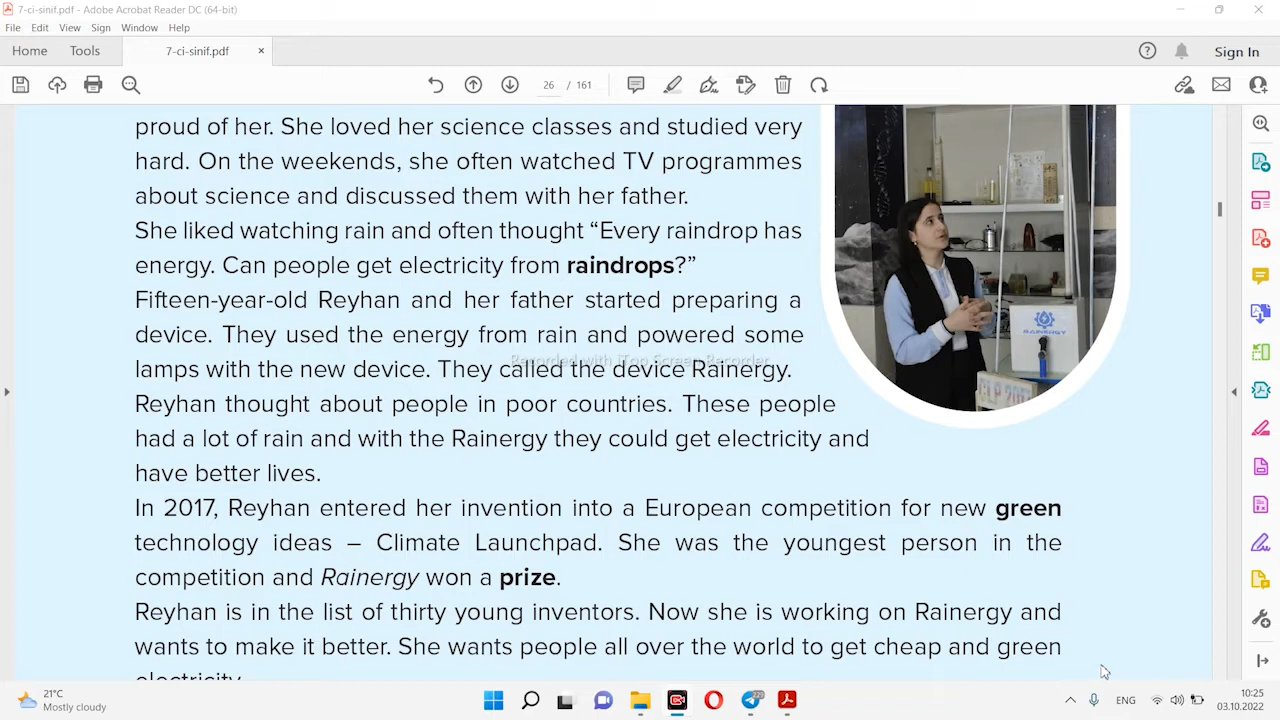 7-ci-sinif.pdf - Adobe Acrobat Reader DC (64-bit)
File Edit View Sign Window Help
Home Tools 7-ci-sinif.pdf × Sign In
26 / 161
proud of her. She loved her science classes and studied very
hard. On the weekends, she often watched TV programmes
about science and discussed them with her father.
She liked watching rain and often thought “Every raindrop has
energy. Can people get electricity from raindrops?”
Fifteen-year-old Reyhan and her father started preparing a
device. They used the energy from rain and powered some
Recorded with iTop Screen Recorder
lamps with the new device. They called the device Rainergy.
RAINERGY
Reyhan thought about people in poor countries. These people
had a lot of rain and with the Rainergy they could get electricity and
have better lives.
In 2017, Reyhan entered her invention into a European competition for new green
technology ideas – Climate Launchpad. She was the youngest person in the
competition and Rainergy won a prize.
Reyhan is in the list of thirty young inventors. Now she is working on Rainergy and
wants to make it better. She wants people all over the world to get cheap and green
electricity.
21°C
Mostly cloudy
ENG
10:25
03.10.2022